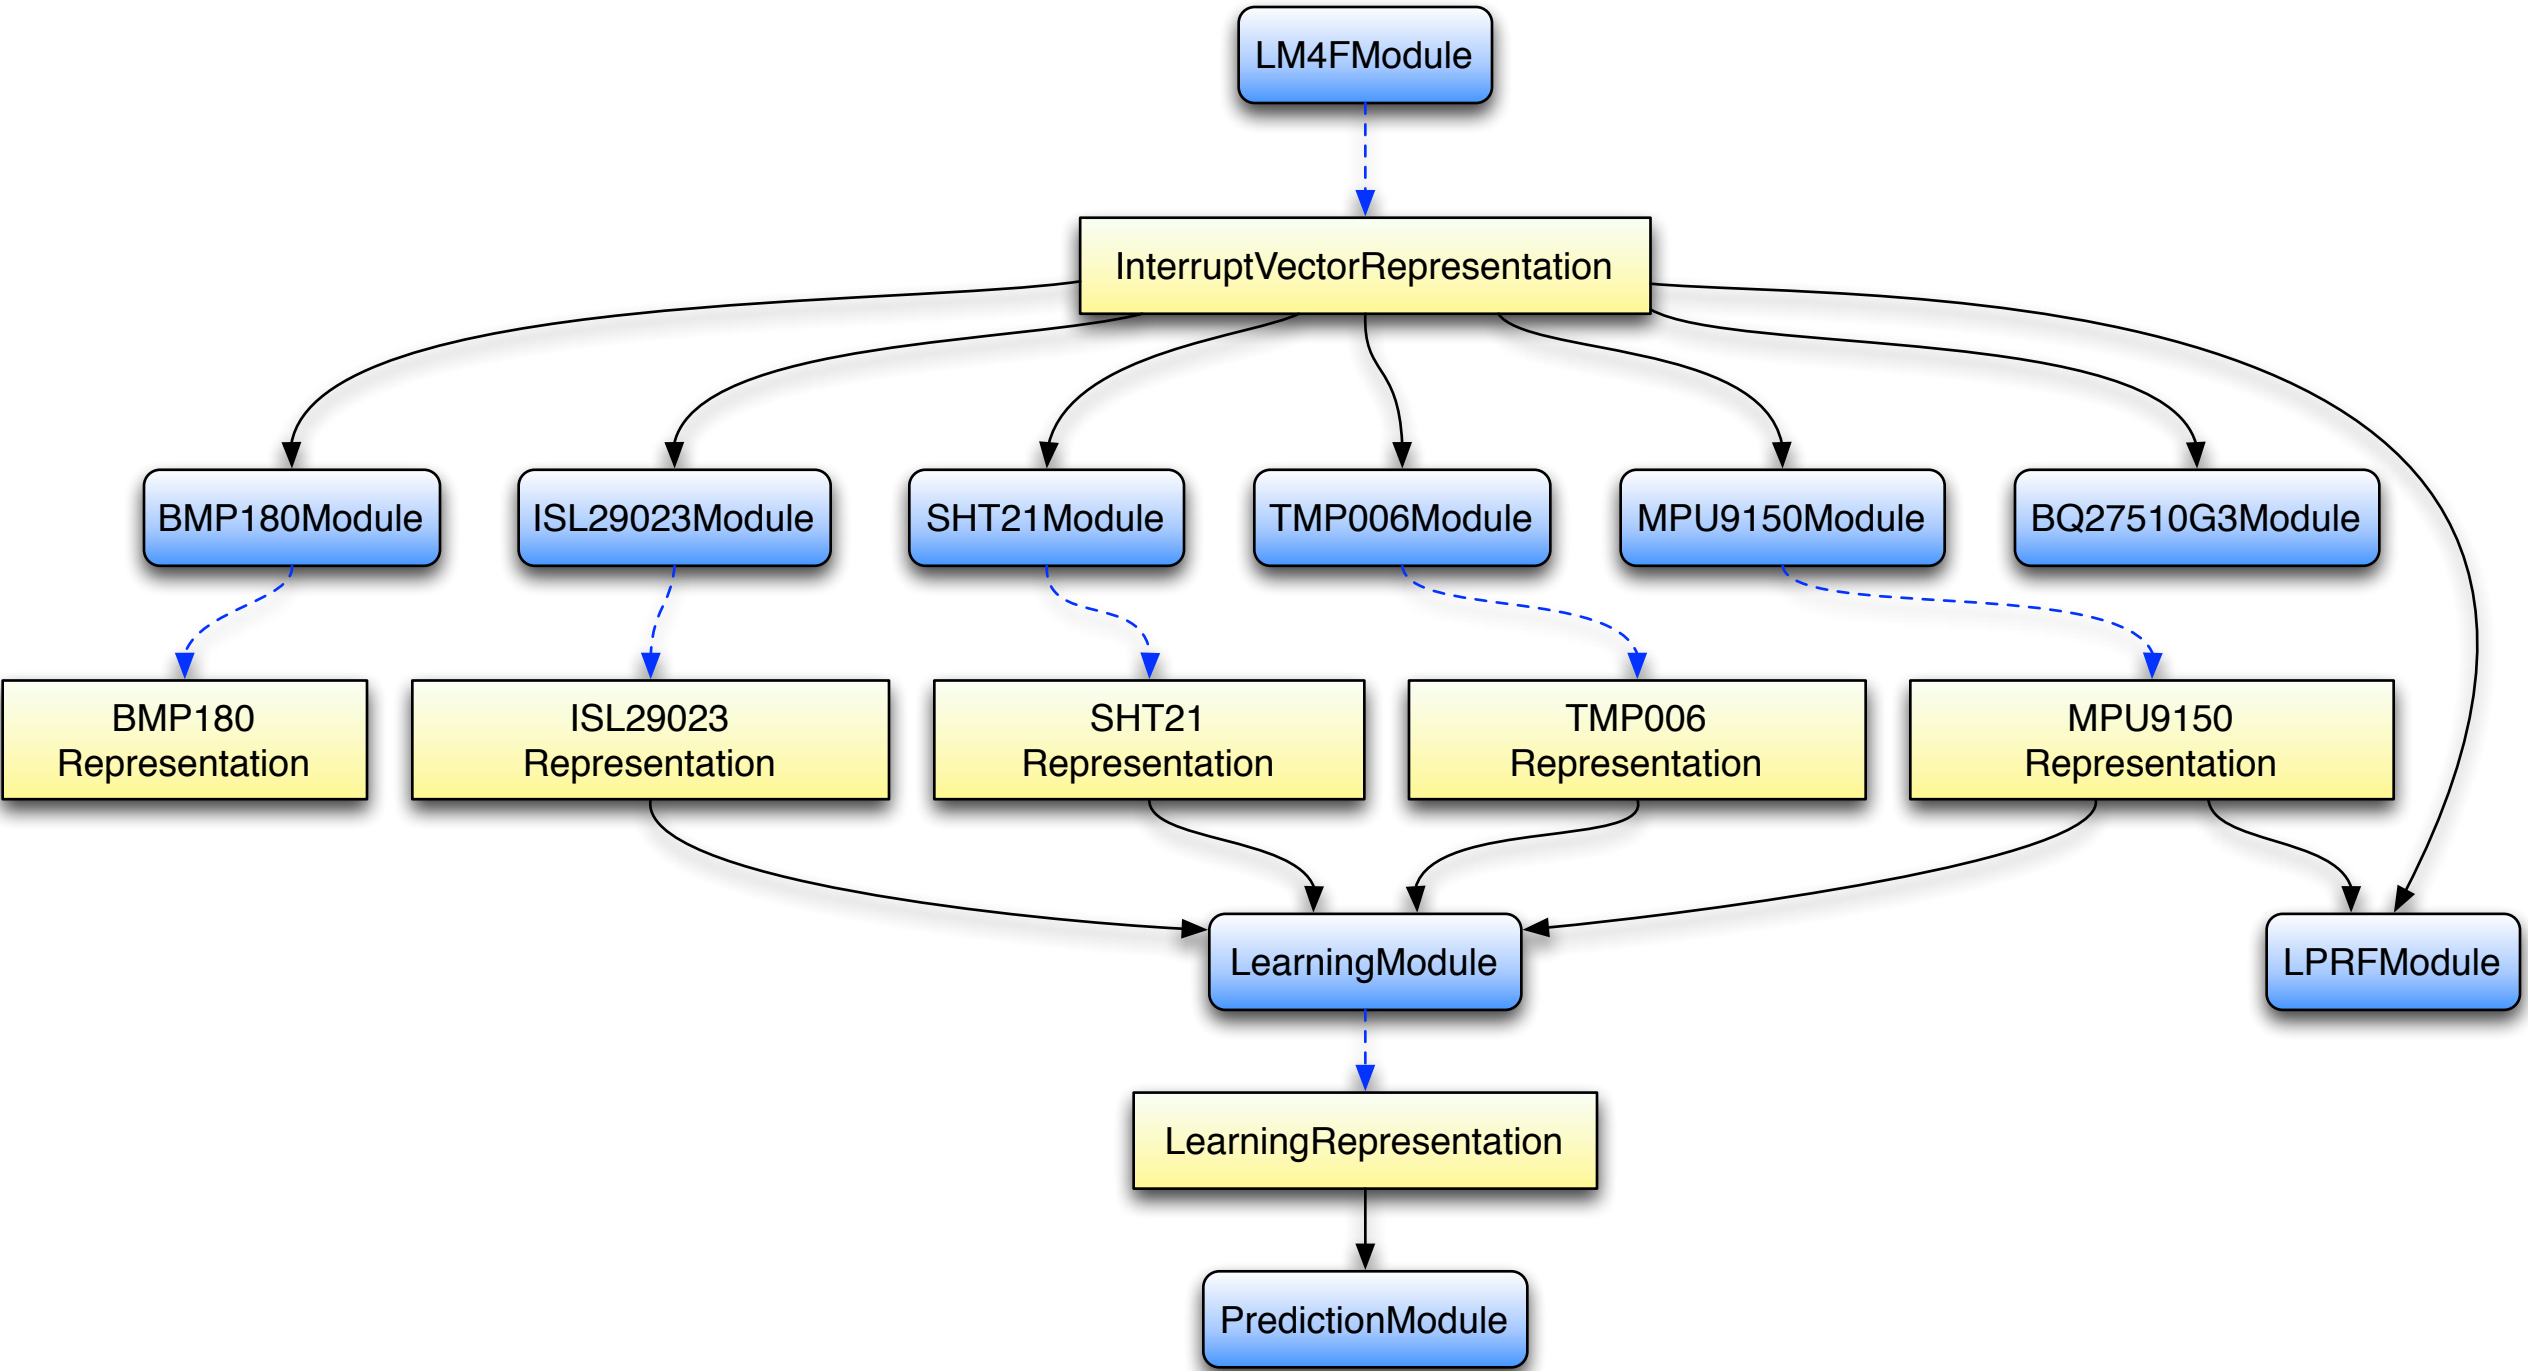 LM4FModule
InterruptVectorRepresentation
BMP180Module
ISL29023Module
SHT21Module
TMP006Module
MPU9150Module
BQ27510G3Module
BMP180
Representation
ISL29023
Representation
SHT21
Representation
TMP006
Representation
MPU9150
Representation
LearningModule
LPRFModule
LearningRepresentation
PredictionModule